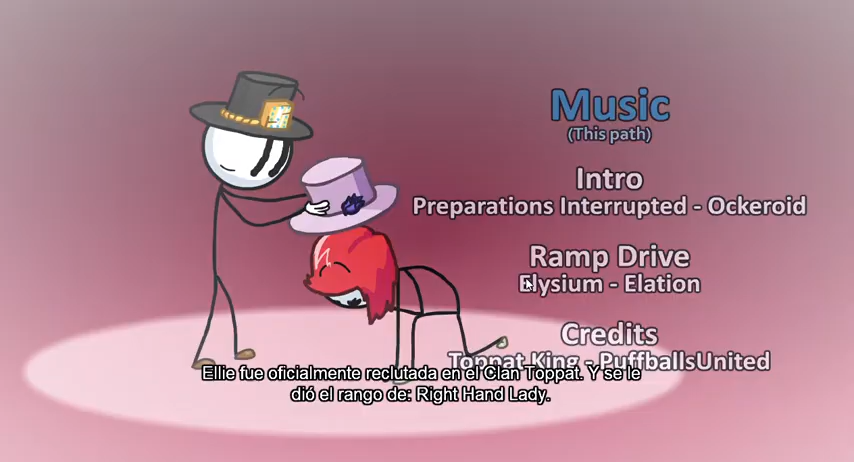 Music
(This path)
Intro
Preparations Interrupted - Ockeroid
Ramp Drive
Elysium - Elation
Credits
Toppat King - PuffballsUnited
Ellie fue oficialmente reclutada en el Clan Toppat. Y se le
dió el rango de: Right Hand Lady.